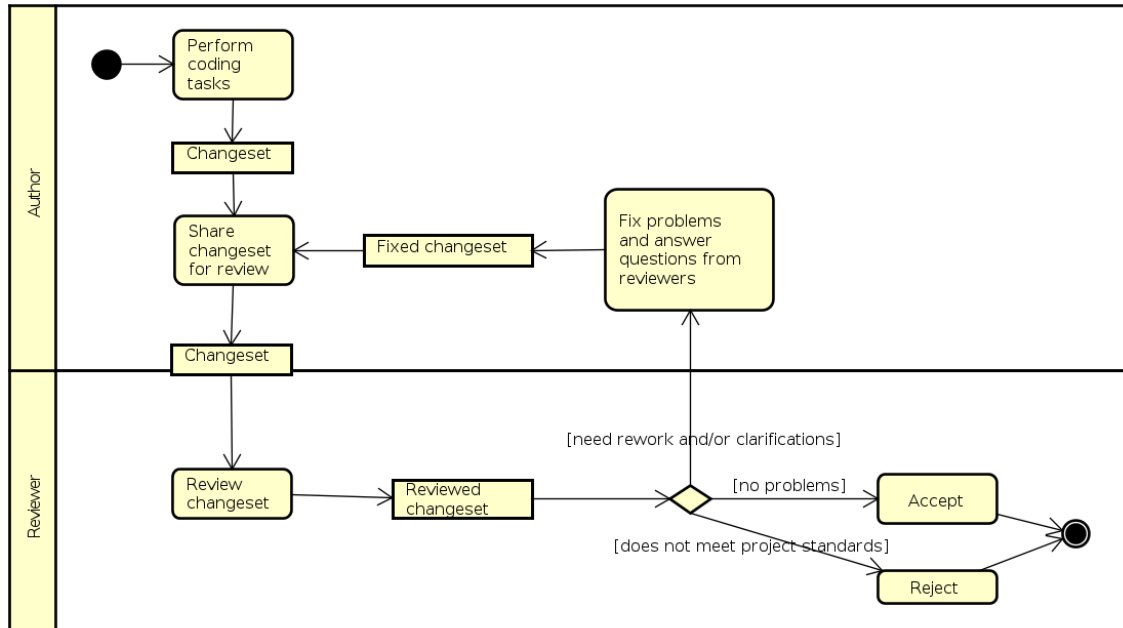 Author
Perform
coding
tasks
Changeset
Share
changeset
for review
Fixed changeset
Fix problems
and answer
questions from
reviewers
Changeset
Reviewer
[need rework and/or clarifications]
Review
changeset
Reviewed
changeset
[no problems]
Accept
[does not meet project standards]
Reject